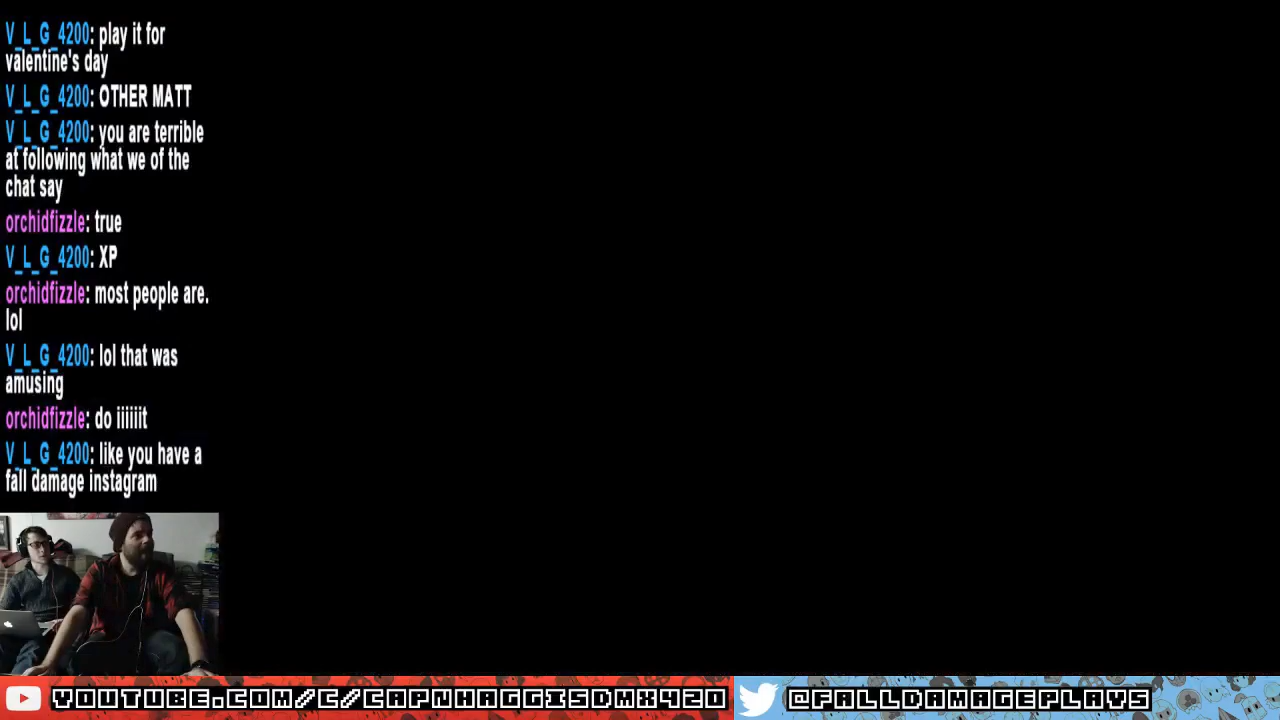 V_L_G_4200: play it for
valentine's day
V_L_G_4200: OTHER MATT
V_L_G_4200: you are terrible
at following what we of the
chat say
orchidfizzle: true
V_L_G_4200: XP
orchidfizzle: most people are.
lol
V_L_G_4200: lol that was
amusing
orchidfizzle: do iiiiiit
V_L_G_4200: like you have a
fall damage instagram
YOUTUBE.COM/C/CAPNHAGGISDMX420
@FALLDAMAGEPLAYS